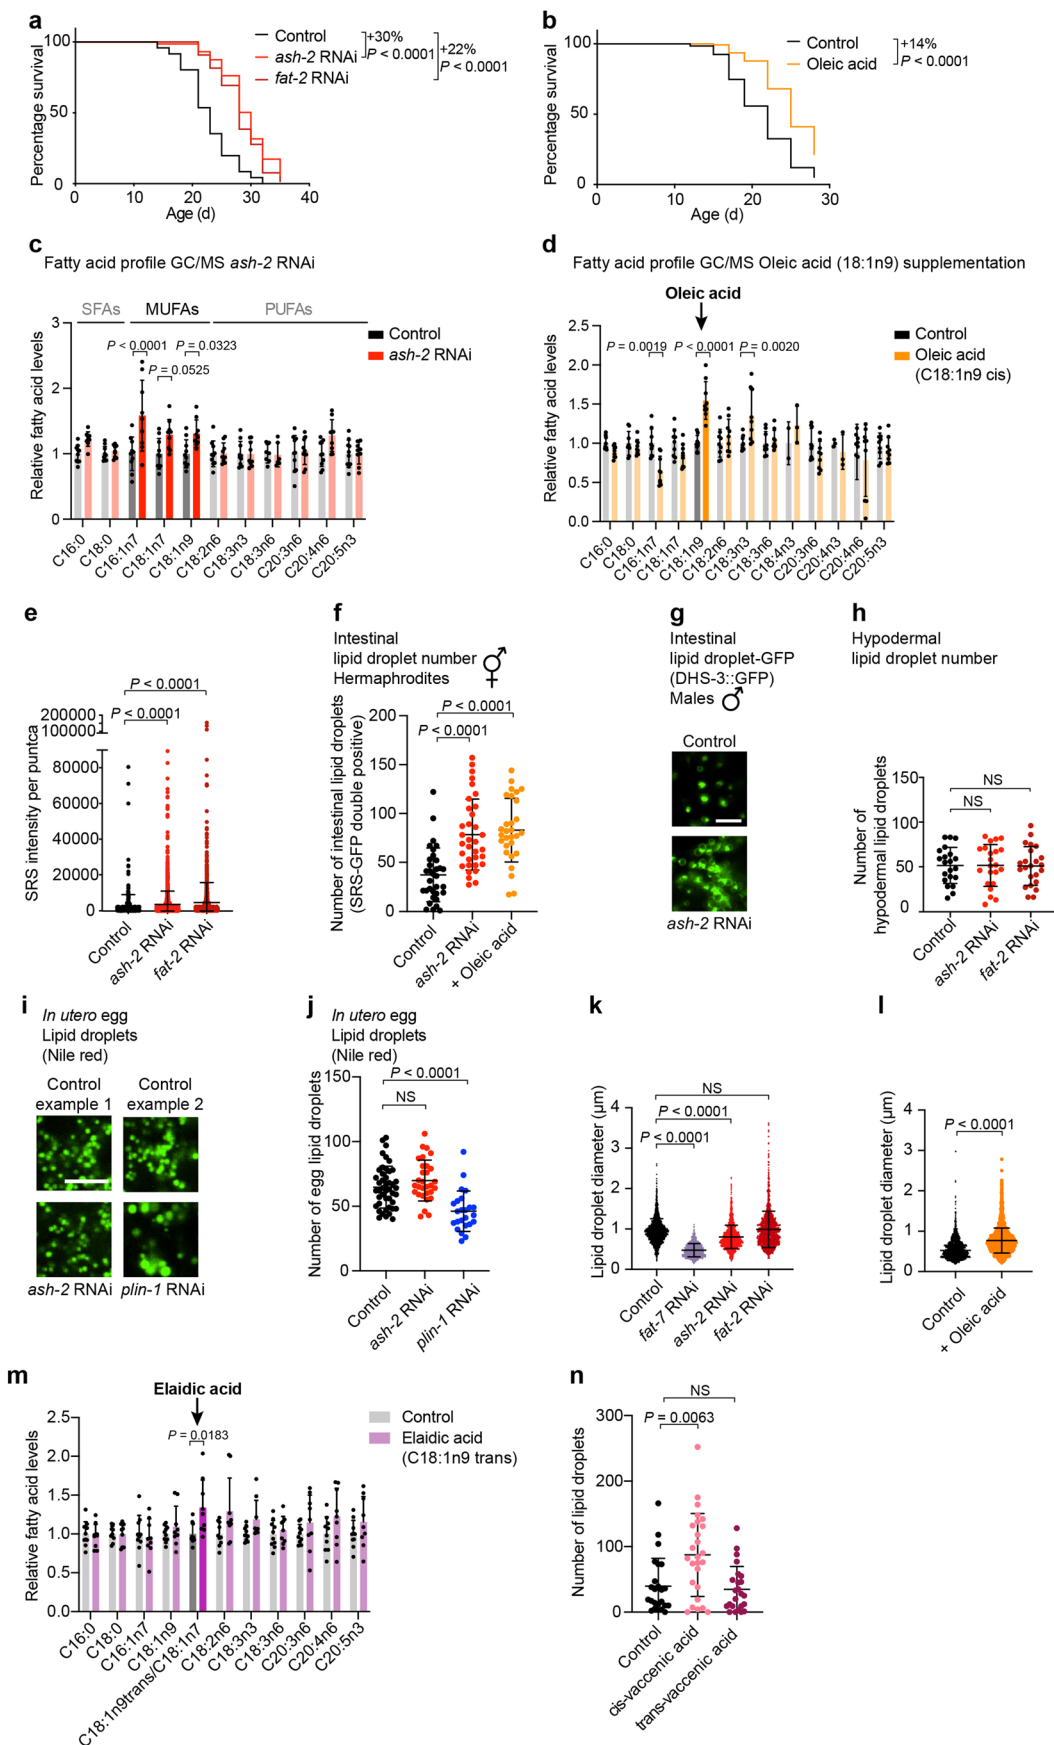 a
Control
ash-2 RNAi
fat-2 RNAi
+30%
P < 0.0001
+22%
P < 0.0001
Percentage survival
100
50
0
0
10
20
30
40
Age (d)
b
Control
Oleic acid
+14%
P < 0.0001
Percentage survival
100
50
0
0
10
20
30
Age (d)
c
Fatty acid profile GC/MS ash-2 RNAi
SFAs
MUFAs
PUFAs
Control
ash-2 RNAi
P < 0.0001
P = 0.0323
P = 0.0525
Relative fatty acid levels
3
2
1
0
C16:0
C18:0
C16:1n7
C18:1n7
C18:1n9
C18:2n6
C18:3n3
C18:3n6
C20:3n6
C20:4n6
C20:5n3
d
Fatty acid profile GC/MS Oleic acid (18:1n9) supplementation
Oleic acid
Control
Oleic acid
(C18:1n9 cis)
P = 0.0019
P < 0.0001
P = 0.0020
Relative fatty acid levels
2.5
2.0
1.5
1.0
0.5
0.0
C16:0
C18:0
C16:1n7
C18:1n7
C18:1n9
C18:2n6
C18:3n3
C18:3n6
C18:4n3
C20:3n6
C20:4n3
C20:4n6
C20:5n3
e
P < 0.0001
P < 0.0001
SRS intensity per puntca
200000
100000
80000
60000
40000
20000
0
Control
ash-2 RNAi
fat-2 RNAi
f
Intestinal
lipid droplet number
Hermaphrodites
P < 0.0001
P < 0.0001
Number of intestinal lipid droplets
(SRS-GFP double positive)
200
150
100
50
0
Control
ash-2 RNAi
+ Oleic acid
g
Intestinal
lipid droplet-GFP
(DHS-3::GFP)
Males
Control
ash-2 RNAi
h
Hypodermal
lipid droplet number
NS
NS
Number of
hypodermal lipid droplets
150
100
50
0
Control
ash-2 RNAi
fat-2 RNAi
i
In utero egg
Lipid droplets
(Nile red)
Control
example 1
Control
example 2
ash-2 RNAi
plin-1 RNAi
j
In utero egg
Lipid droplets
(Nile red)
P < 0.0001
NS
Number of egg lipid droplets
150
100
50
0
Control
ash-2 RNAi
plin-1 RNAi
k
NS
P < 0.0001
P < 0.0001
Lipid droplet diameter (µm)
4
3
2
1
0
Control
fat-7 RNAi
ash-2 RNAi
fat-2 RNAi
l
P < 0.0001
Lipid droplet diameter (µm)
4
3
2
1
0
Control
+ Oleic acid
m
Elaidic acid
P = 0.0183
Control
Elaidic acid
(C18:1n9 trans)
Relative fatty acid levels
2.5
2.0
1.5
1.0
0.5
0.0
C16:0
C18:0
C16:1n7
C18:1n9
C18:1n9trans/C18:1n7
C18:2n6
C18:3n3
C18:3n6
C20:3n6
C20:4n6
C20:5n3
n
NS
P = 0.0063
Number of lipid droplets
300
200
100
0
Control
cis-vaccenic acid
trans-vaccenic acid